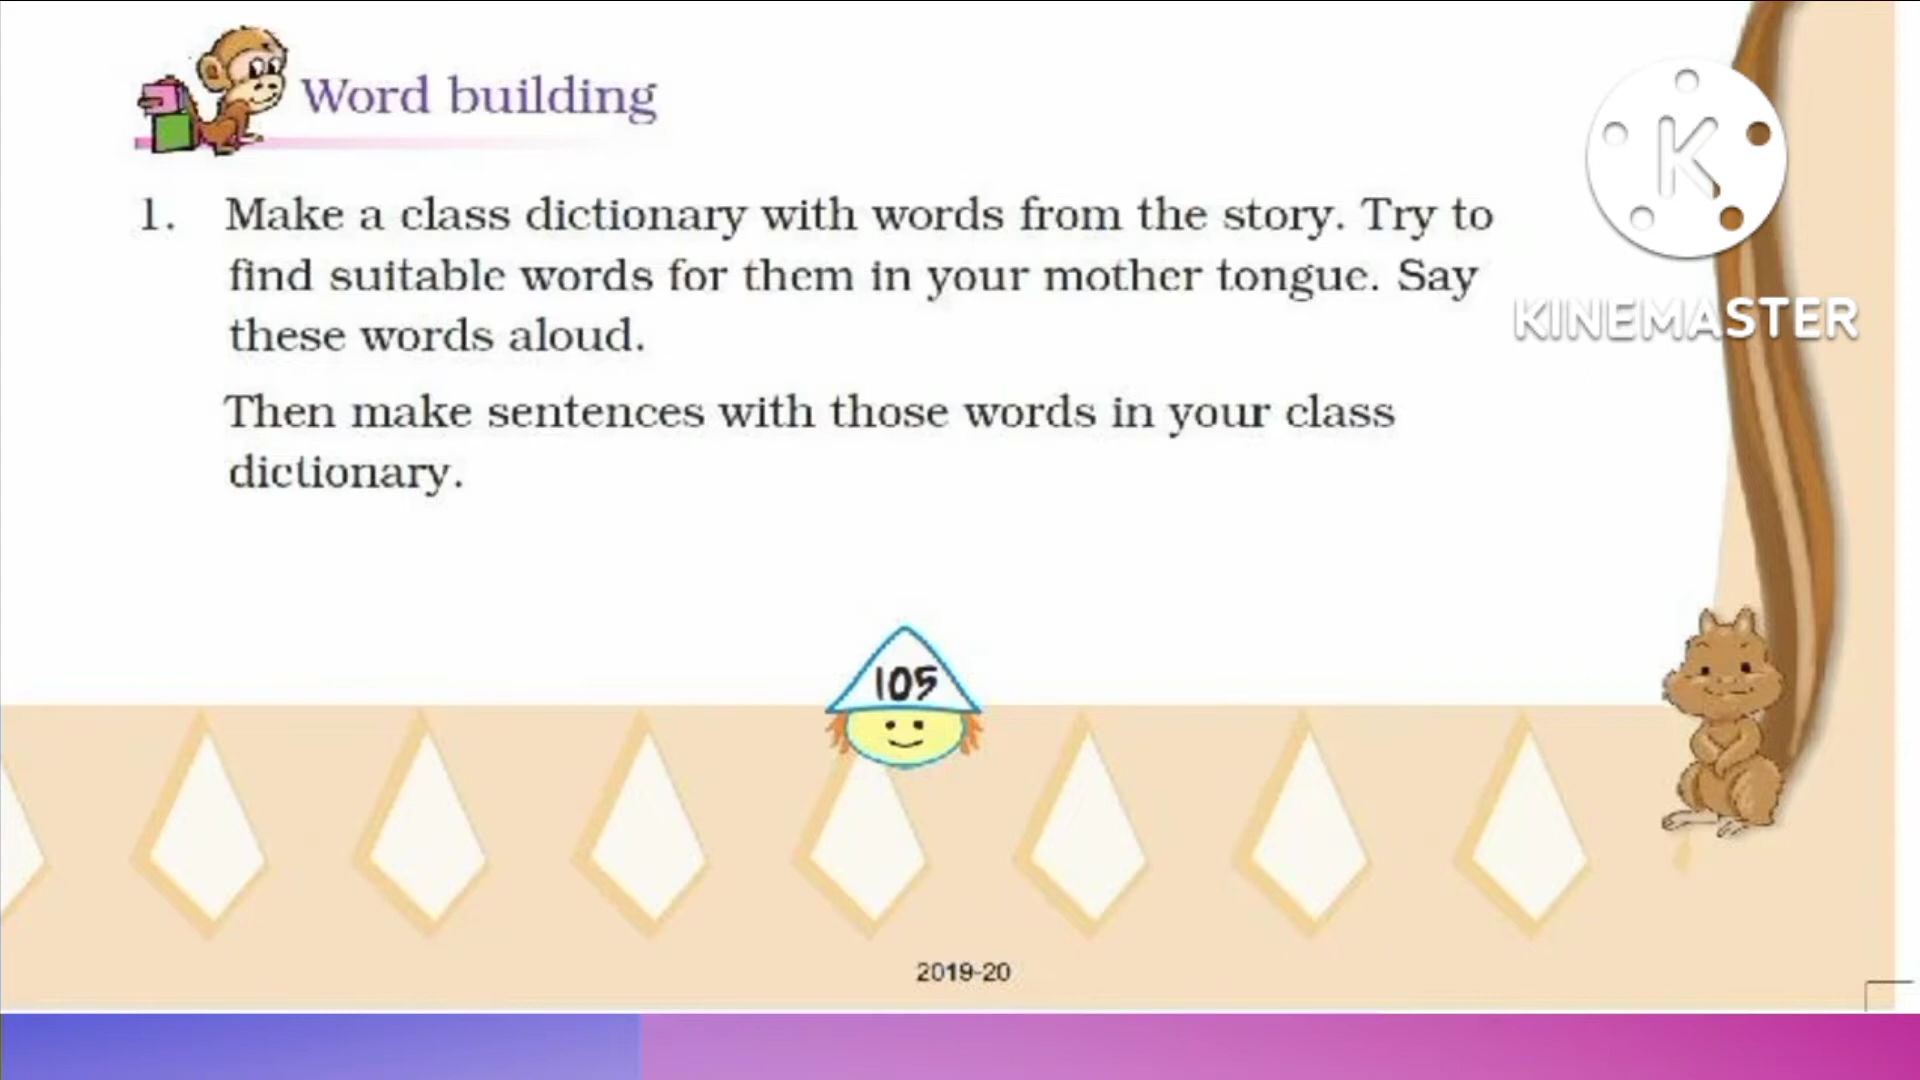 Word building
1. Make a class dictionary with words from the story. Try to
find suitable words for them in your mother tongue. Say
these words aloud.
Then make sentences with those words in your class
dictionary.
105
2019-20
K
KINEMASTER